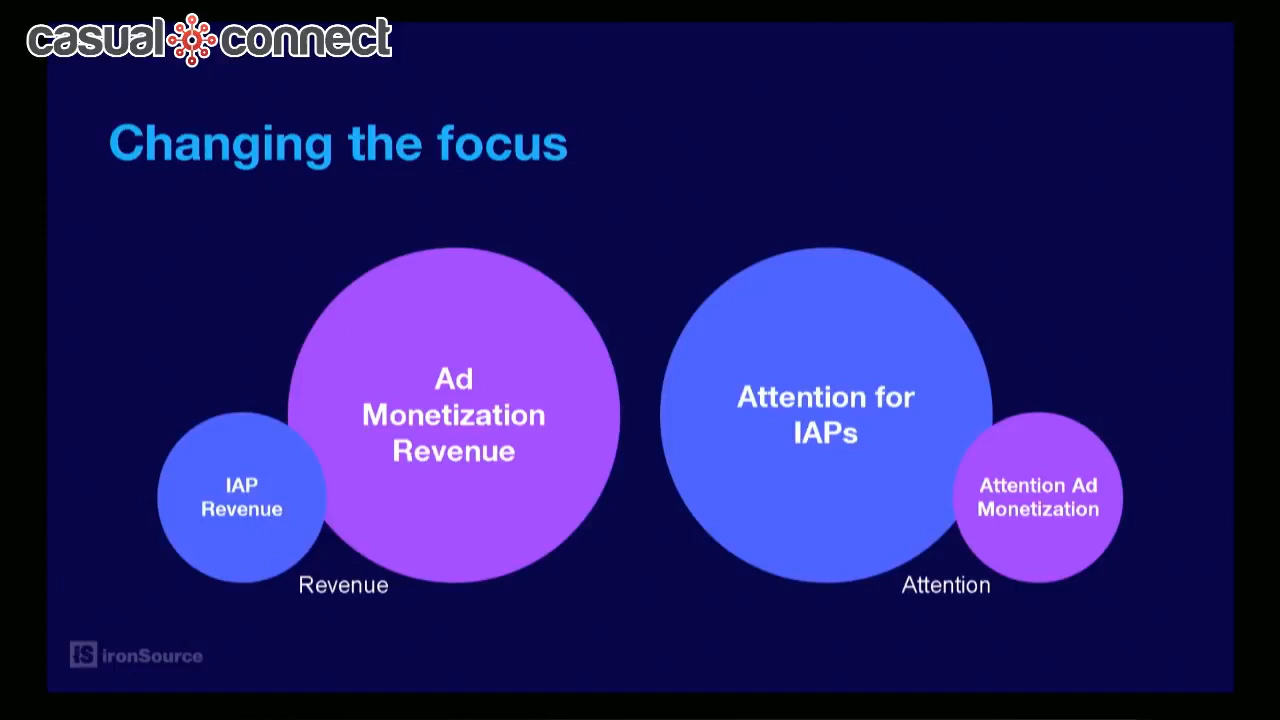 casual connect
Changing the focus
Ad
Monetization
Revenue
IAP
Revenue
Revenue
Attention for
IAPs
Attention Ad
Monetization
Attention
IS ironSource